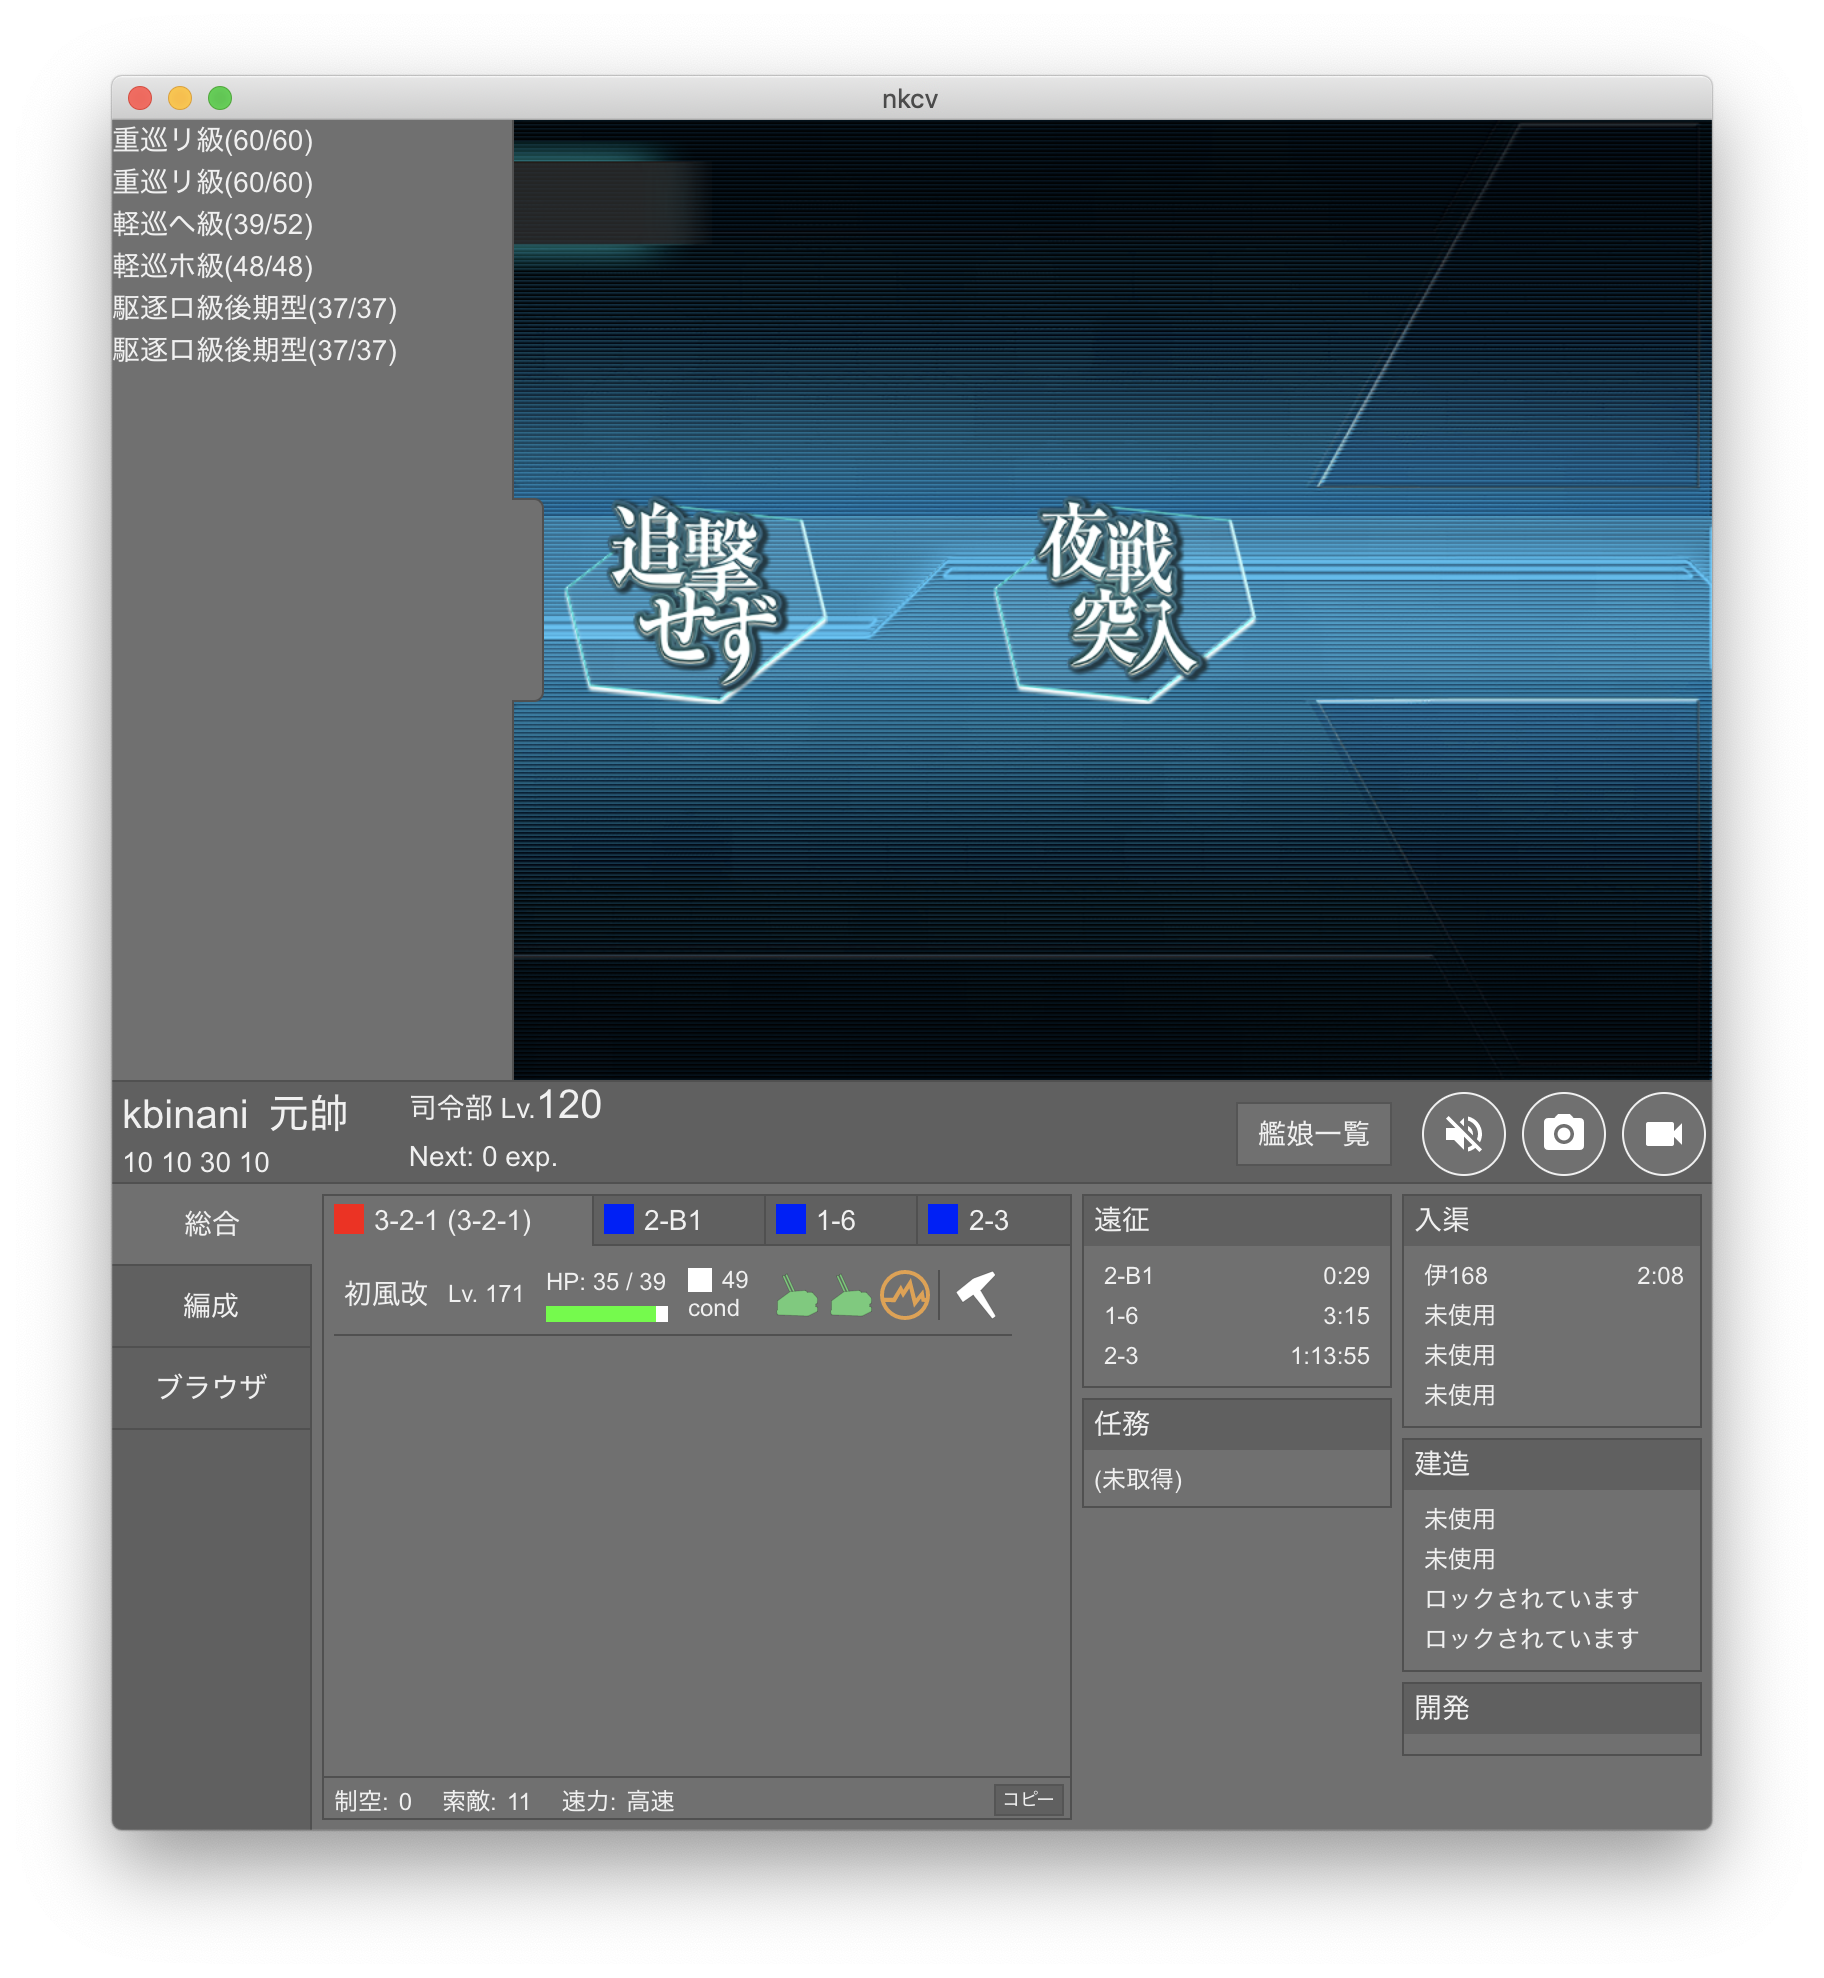 nkcv
重巡リ級(60/60)
重巡リ級(60/60)
軽巡ヘ級(39/52)
軽巡ホ級(48/48)
駆逐ロ級後期型(37/37)
駆逐ロ級後期型(37/37)
追撃
せず
夜戦
突入
kbinani 元帥
10 10 30 10
司令部 Lv.120
Next: 0 exp.
艦娘一覧
総合
編成
ブラウザ
3-2-1 (3-2-1)
2-B1
1-6
2-3
初風改 Lv. 171 HP: 35 / 39 49
cond
制空: 0 索敵: 11 速力: 高速
コピー
遠征
2-B1 0:29
1-6 3:15
2-3 1:13:55
任務
(未取得)
入渠
伊168 2:08
未使用
未使用
未使用
建造
未使用
未使用
ロックされています
ロックされています
開発